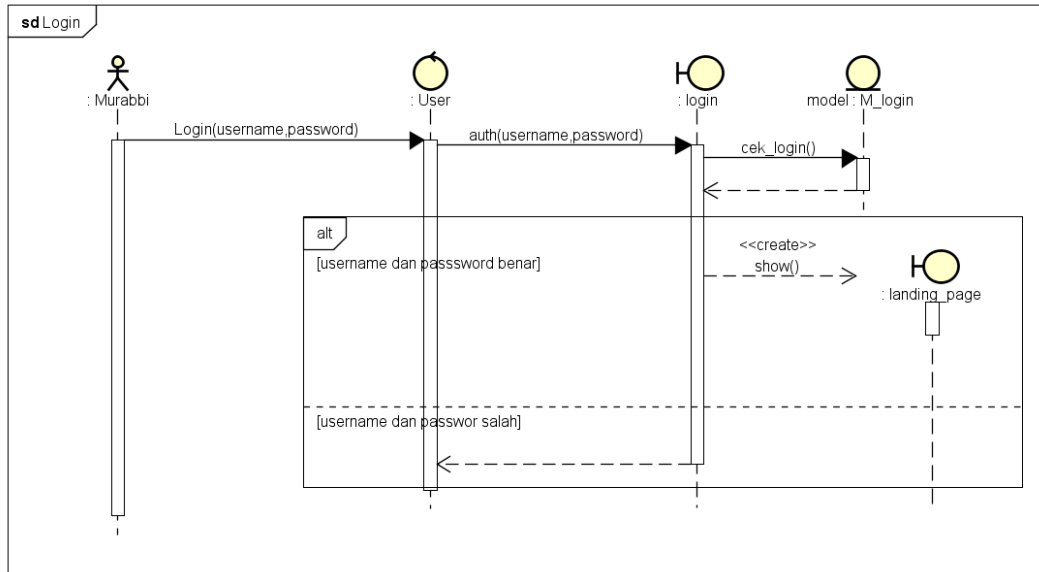 sd Login
: Murabbi
: User
: login
model : M_login
Login(username,password)
auth(username,password)
cek_login()
alt
[username dan passsword benar]
<<create>>
show()
: landing_page
[username dan passwor salah]